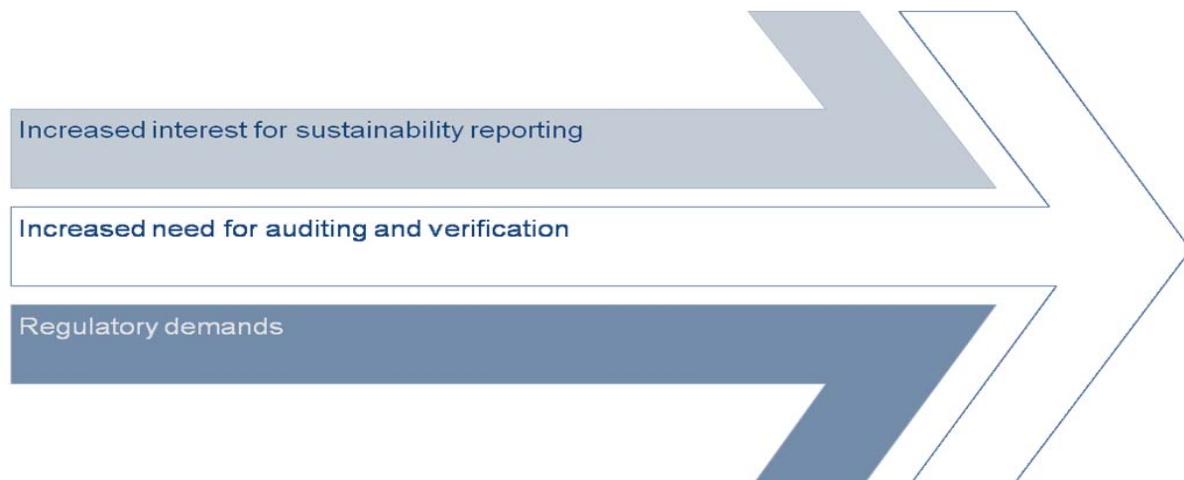 Increased interest for sustainability reporting
Increased need for auditing and verification
Regulatory demands